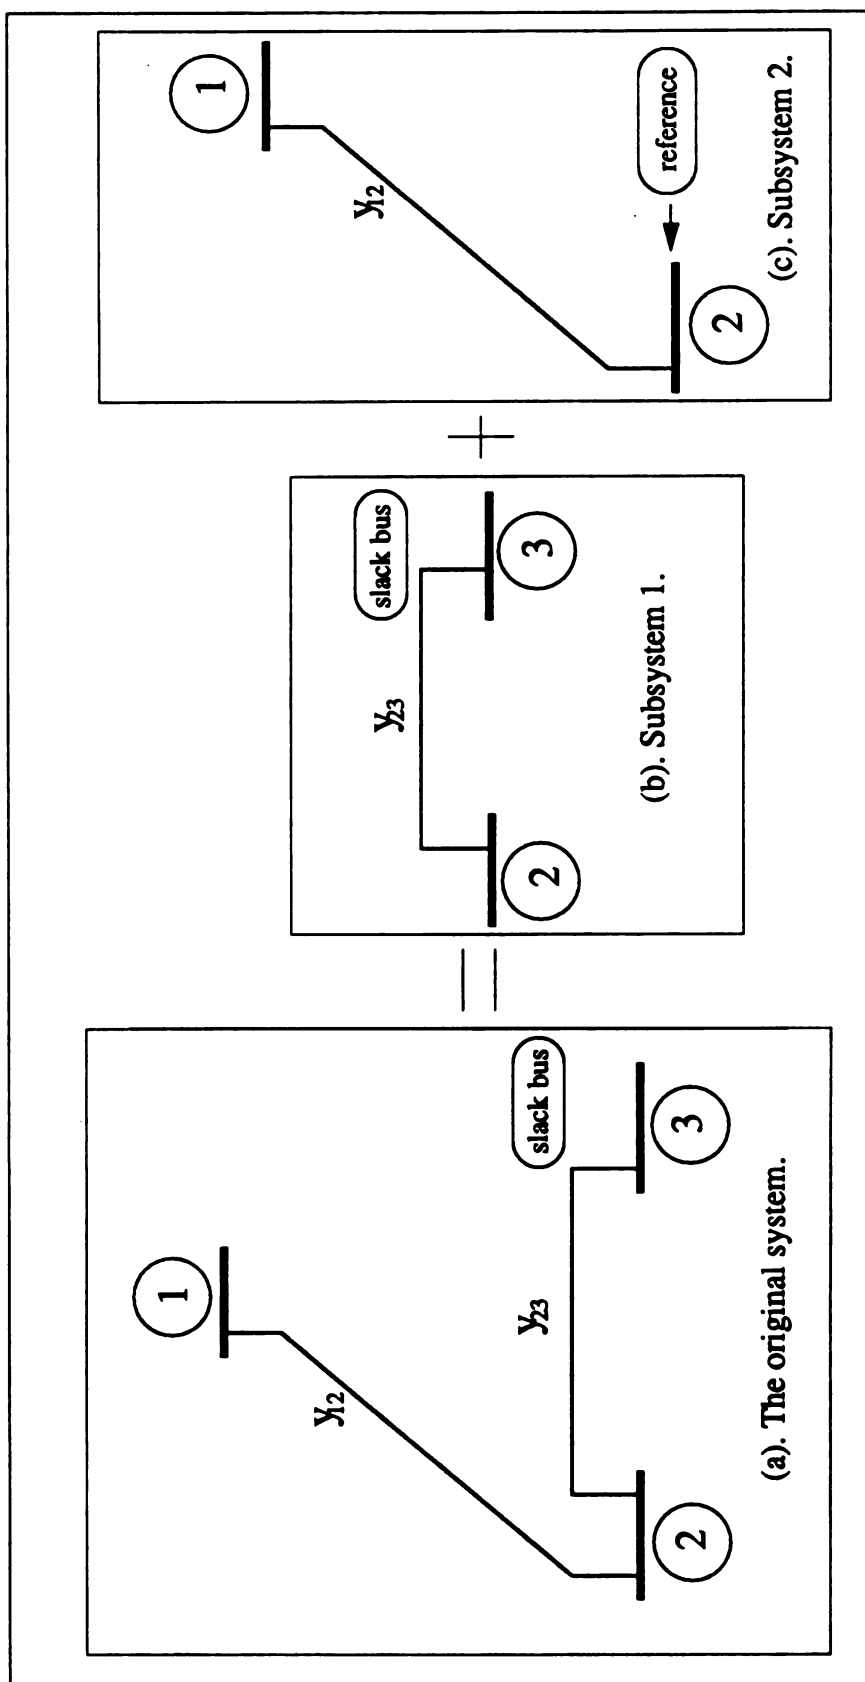 1
y12
y23
slack bus
2
3
(a). The original system.
=
y23
slack bus
2
3
(b). Subsystem 1.
+
1
y12
reference
2
(c). Subsystem 2.